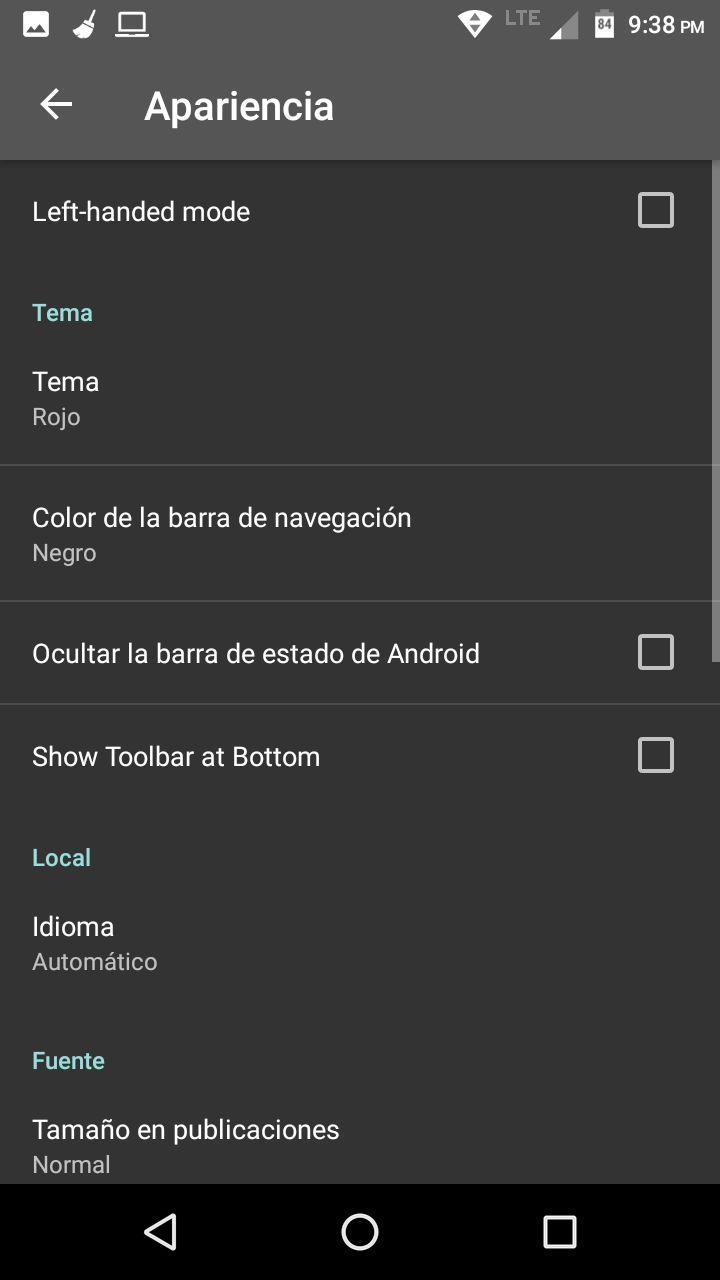 LTE 84 9:38 PM
Apariencia
Left-handed mode
Tema
Tema
Rojo
Color de la barra de navegación
Negro
Ocultar la barra de estado de Android
Show Toolbar at Bottom
Local
Idioma
Automático
Fuente
Tamaño en publicaciones
Normal